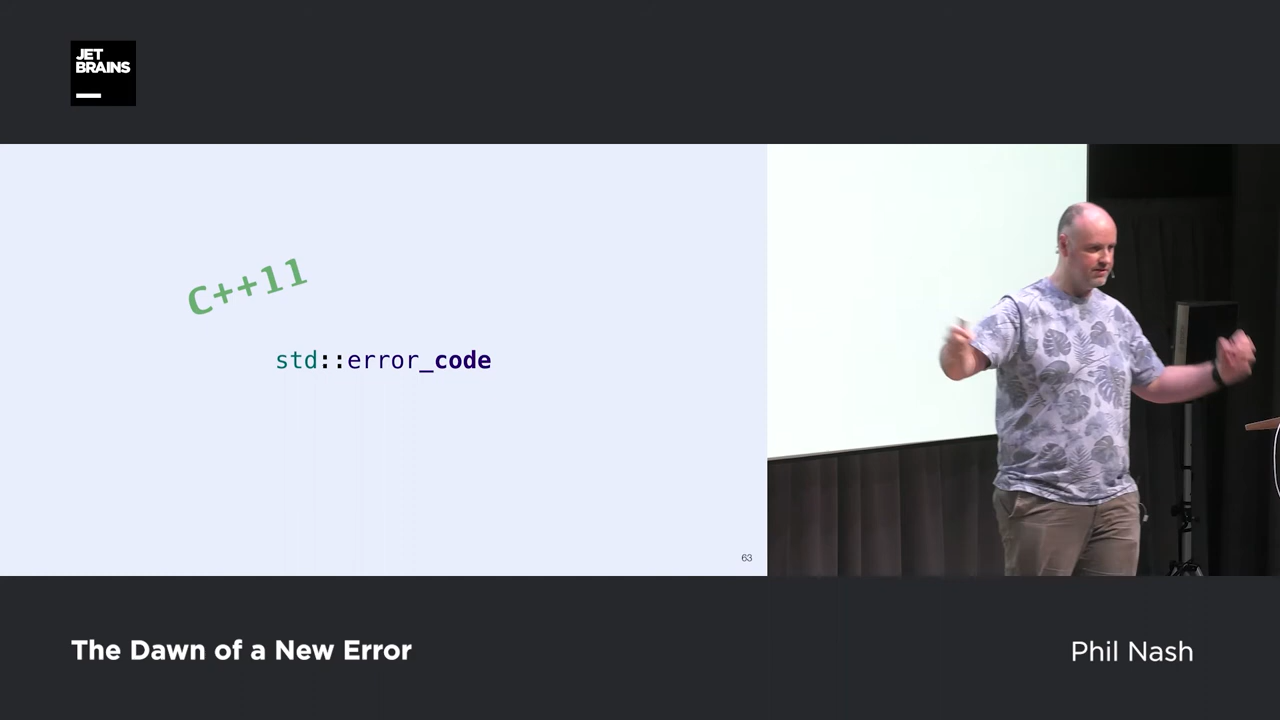 JET
BRAINS
C++11
std::error_code
63
The Dawn of a New Error
Phil Nash